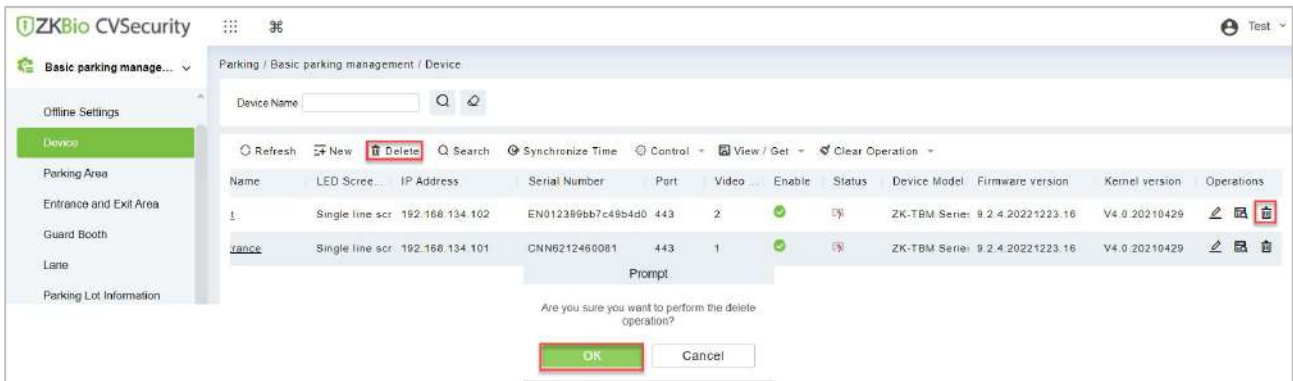 ZKBio CVSecurity
Test
Basic parking manage...
Parking / Basic parking management / Device
Offline Settings
Device Name
Device
Refresh New Delete Search Synchronize Time Control View / Get Clear Operation
Parking Area
Name LED Scree... IP Address Serial Number Port Video ... Enable Status Device Model Firmware version Kernel version Operations
Entrance and Exit Area
t Single line scr 192.168.134.102 EN012399bb7c49b4d0 443 2 ZK-TBM Serie: 9.2.4.20221223.16 V4.0.20210429
Guard Booth
trance Single line scr 192.168.134.101 CNN6212460081 443 1 ZK-TBM Serie: 9.2.4.20221223.16 V4.0.20210429
Lane
Prompt
Parking Lot Information
Are you sure you want to perform the delete
operation?
OK Cancel